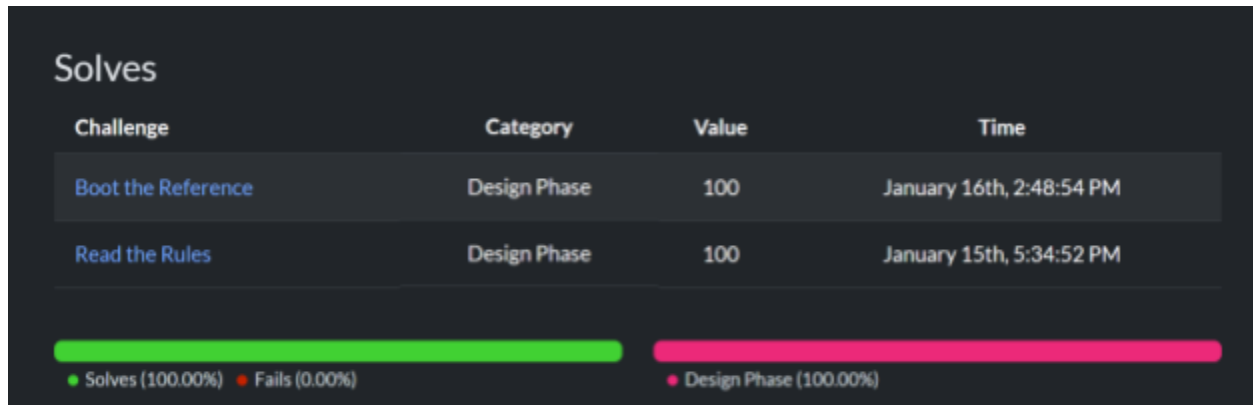 Solves
Challenge Category Value Time
Boot the Reference Design Phase 100 January 16th, 2:48:54 PM
Read the Rules Design Phase 100 January 15th, 5:34:52 PM
Solves (100.00%) Fails (0.00%) Design Phase (100.00%)